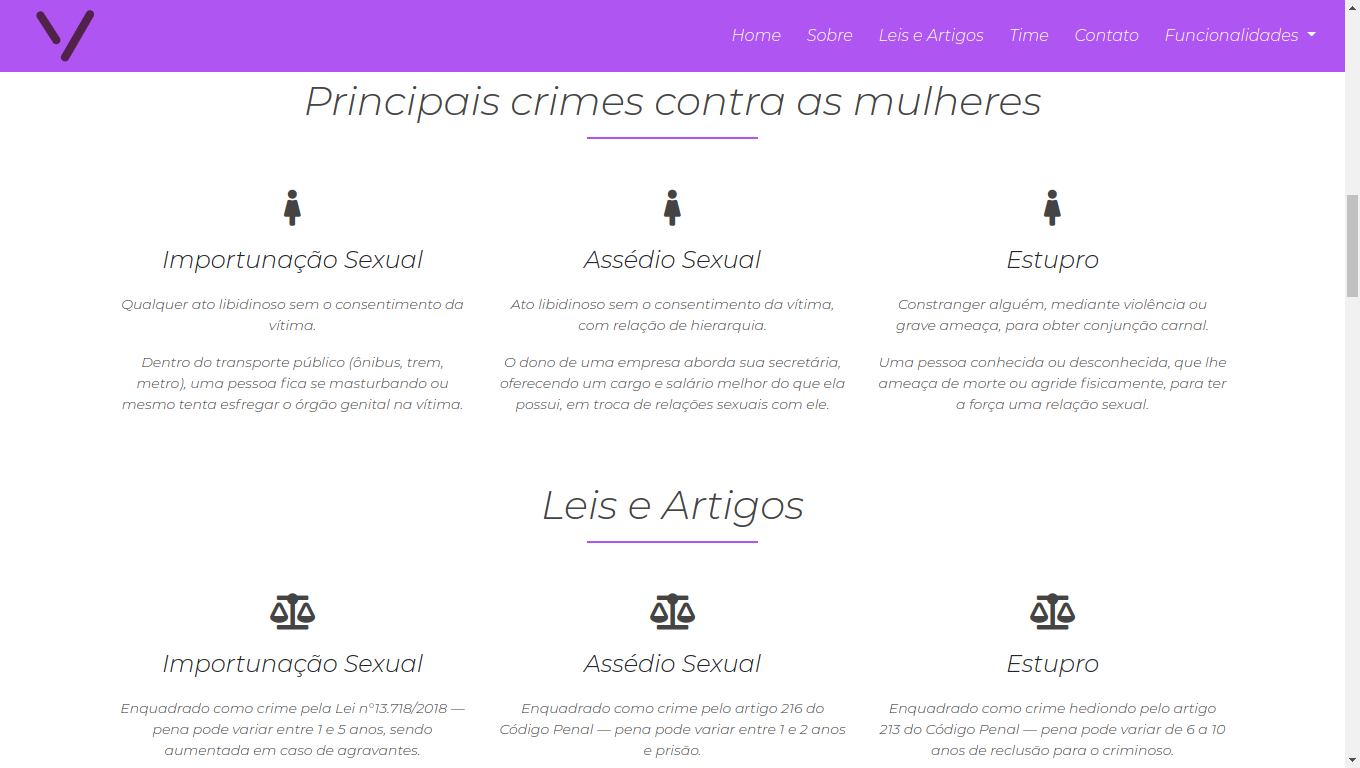 Home Sobre Leis e Artigos Time Contato Funcionalidades
Principais crimes contra as mulheres
Importunação Sexual
Qualquer ato libidinoso sem o consentimento da
vítima.
Dentro do transporte público (ônibus, trem,
metro), uma pessoa fica se masturbando ou
mesmo tenta esfregar o órgão genital na vítima.
Assédio Sexual
Ato libidinoso sem o consentimento da vítima,
com relação de hierarquia.
O dono de uma empresa aborda sua secretária,
oferecendo um cargo e salário melhor do que ela
possui, em troca de relações sexuais com ele.
Estupro
Constranger alguém, mediante violência ou
grave ameaça, para obter conjunção carnal.
Uma pessoa conhecida ou desconhecida, que lhe
ameaça de morte ou agride fisicamente, para ter
a força uma relação sexual.
Leis e Artigos
Importunação Sexual
Enquadrado como crime pela Lei n°13.718/2018 —
pena pode variar entre 1 e 5 anos, sendo
aumentada em caso de agravantes.
Assédio Sexual
Enquadrado como crime pelo artigo 216 do
Código Penal — pena pode variar entre 1 e 2 anos
e prisão.
Estupro
Enquadrado como crime hediondo pelo artigo
213 do Código Penal — pena pode variar de 6 a 10
anos de reclusão para o criminoso.